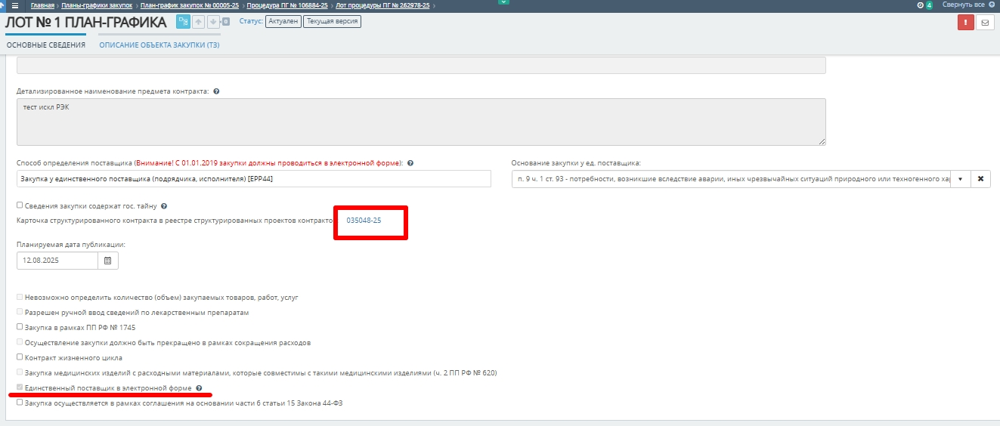 Главная › Планы-графики закупок › План-график закупок № 00005-25 › Процедура ПГ № 106884-25 › Лот процедуры ПГ № 262978-25 ›
4 Свернуть все
ЛОТ № 1 ПЛАН-ГРАФИКА
0
Статус: Актуален Текущая версия
ОСНОВНЫЕ СВЕДЕНИЯ ОПИСАНИЕ ОБЪЕКТА ЗАКУПКИ (ТЗ)
Детализированное наименование предмета контракта:
тест искл РЭК
Способ определения поставщика (Внимание! С 01.01.2019 закупки должны проводиться в электронной форме):
Основание закупки у ед. поставщика:
Закупка у единственного поставщика (подрядчика, исполнителя) [EPP44]
п. 9 ч. 1 ст. 93 - потребности, возникшие вследствие аварии, иных чрезвычайных ситуаций природного или техногенного хар
Сведения закупки содержат гос. тайну
Карточка структурированного контракта в реестре структурированных проектов контракто 035048-25
Планируемая дата публикации:
12.08.2025
Невозможно определить количество (объем) закупаемых товаров, работ, услуг
Разрешен ручной ввод сведений по лекарственным препаратам
Закупка в рамках ПП РФ № 1745
Осуществление закупки должно быть прекращено в рамках сокращения расходов
Контракт жизненного цикла
Закупка медицинских изделий с расходными материалами, которые совместимы с такими медицинскими изделиями (ч. 2 ПП РФ № 620)
Единственный поставщик в электронной форме
Закупка осуществляется в рамках соглашения на основании части 6 статьи 15 Закона 44-ФЗ